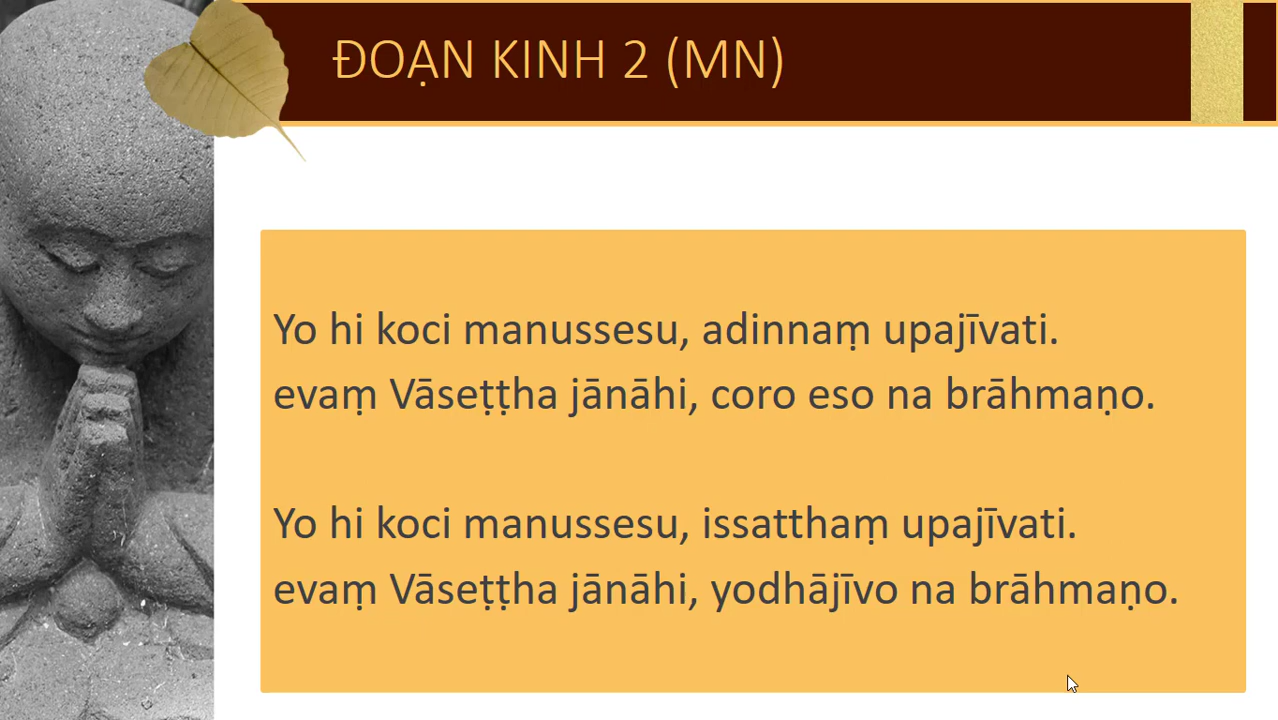 ĐOẠN KINH 2 (MN)
Yo hi koci manussesu, adinnaṃ upajīvati.
evaṃ Vāseṭṭha jānāhi, coro eso na brāhmaṇo.
Yo hi koci manussesu, issatthaṃ upajīvati.
evaṃ Vāseṭṭha jānāhi, yodhājīvo na brāhmaṇo.